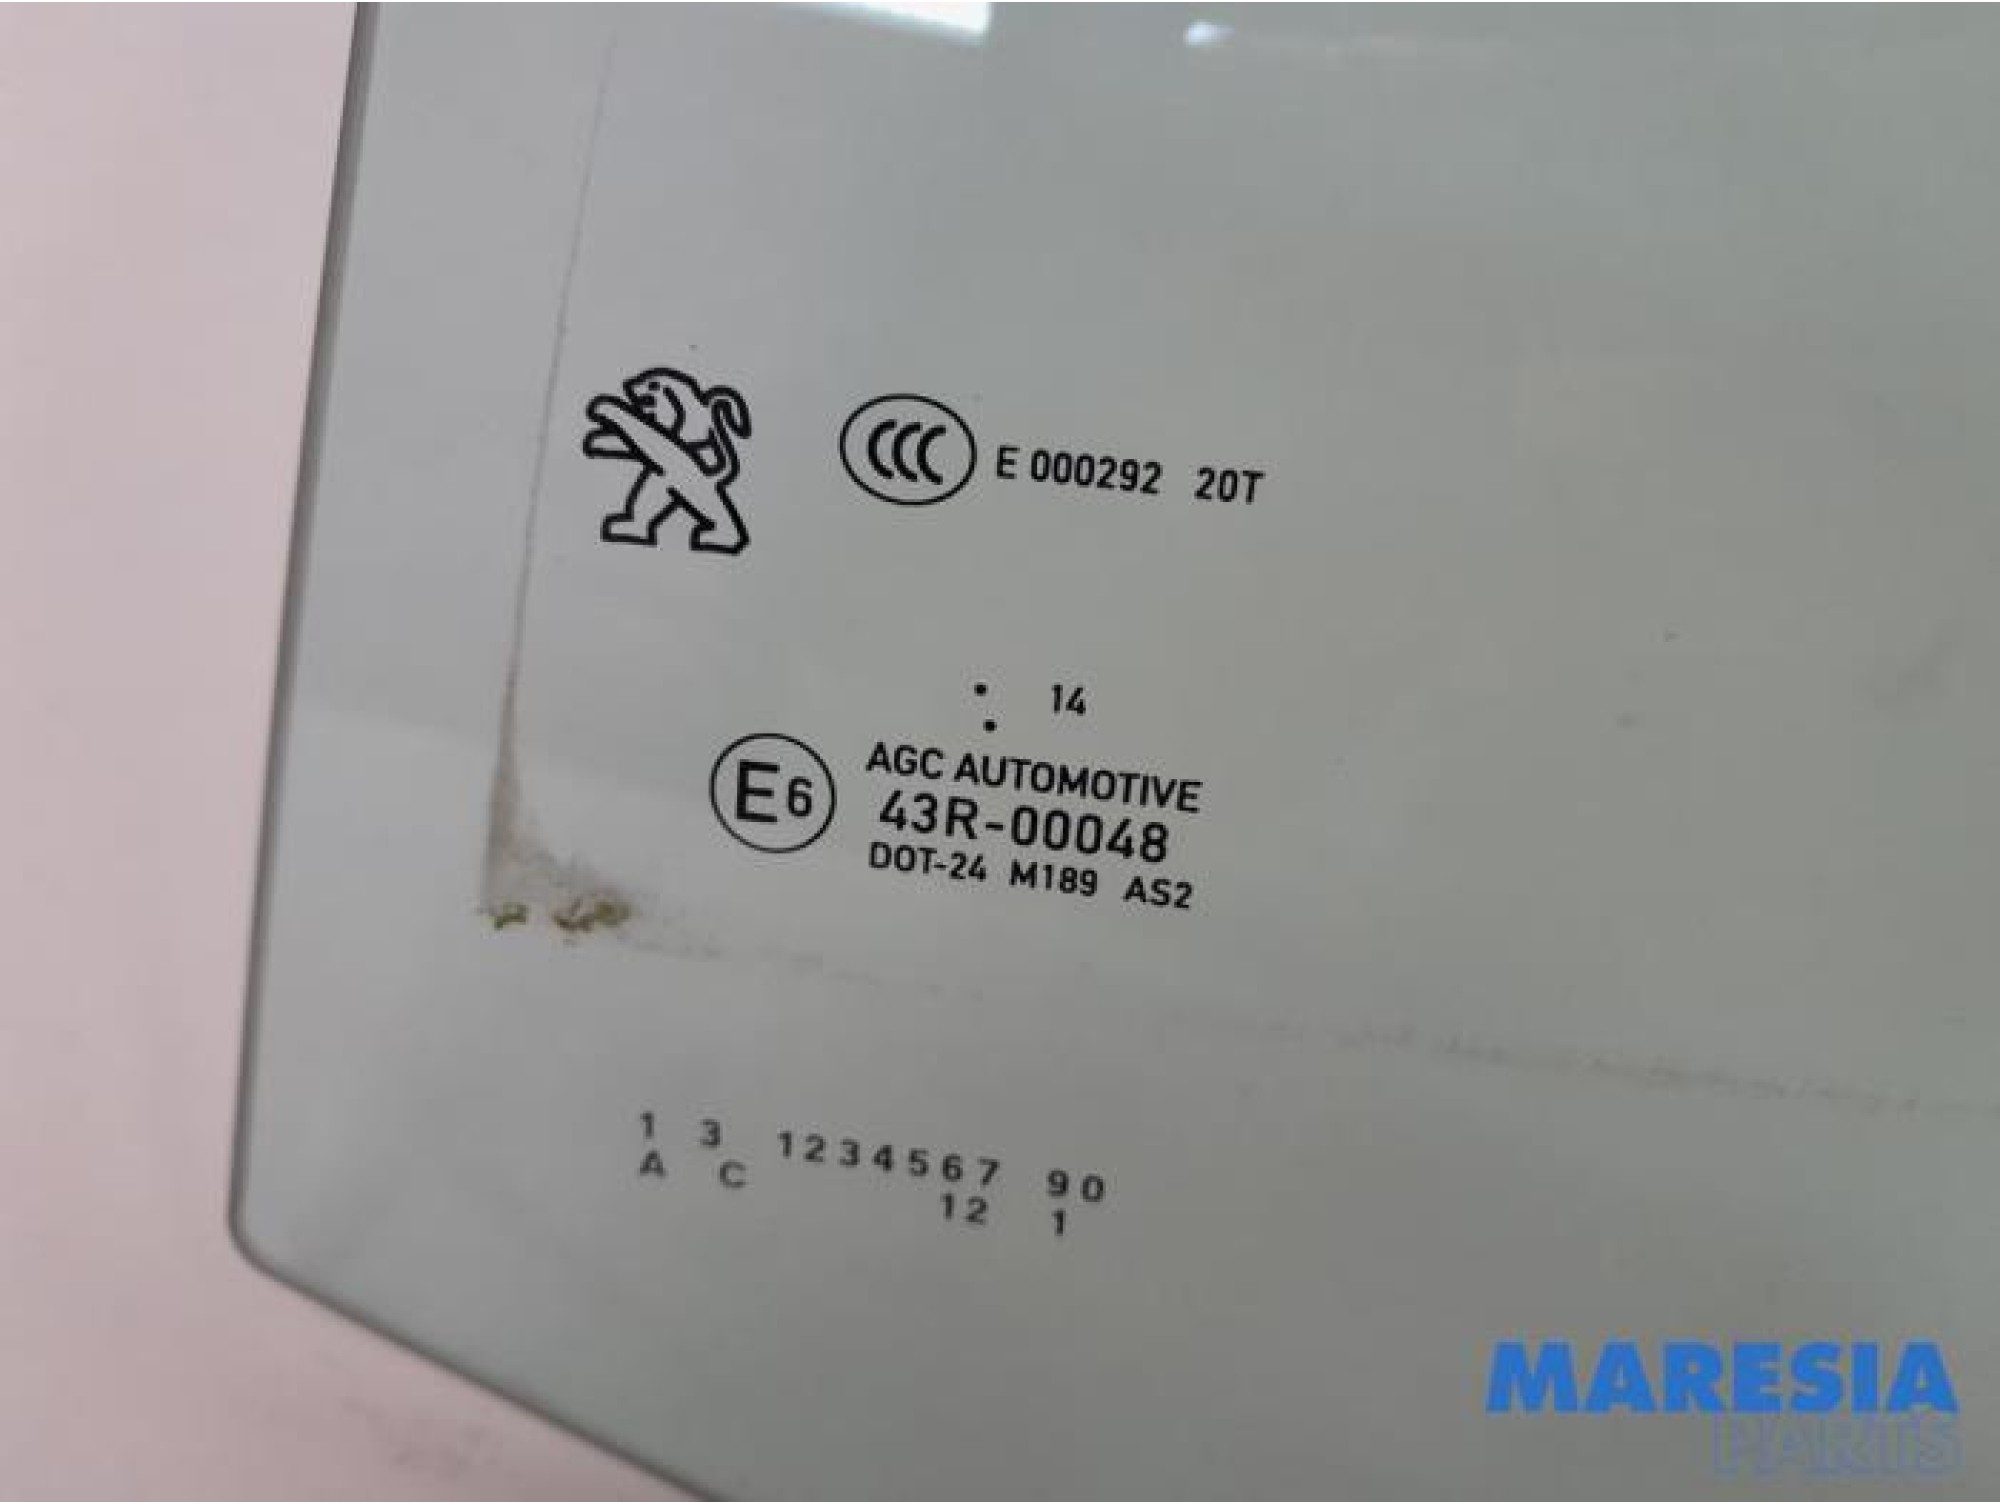 CCC E 000292 20T
14
E6
AGC AUTOMOTIVE
43R-00048
DOT-24 M189 AS2
1 3 1234567 90
A C 12 1
MARESIA
PARTS